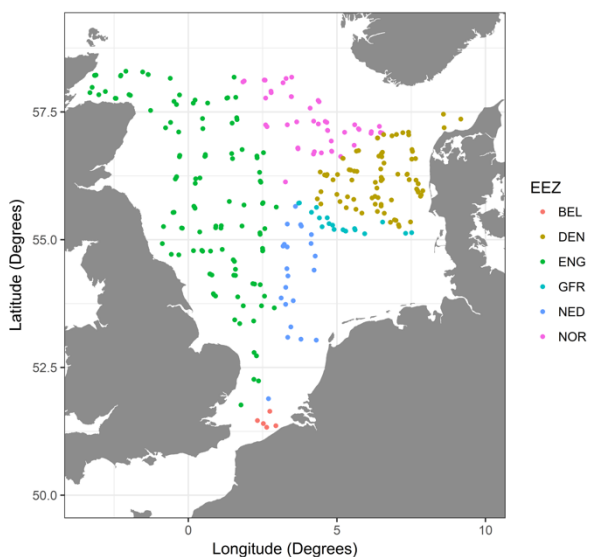 57.5
55.0
52.5
50.0
Latitude (Degrees)
0
5
10
Longitude (Degrees)
EEZ
BEL
DEN
ENG
GFR
NED
NOR